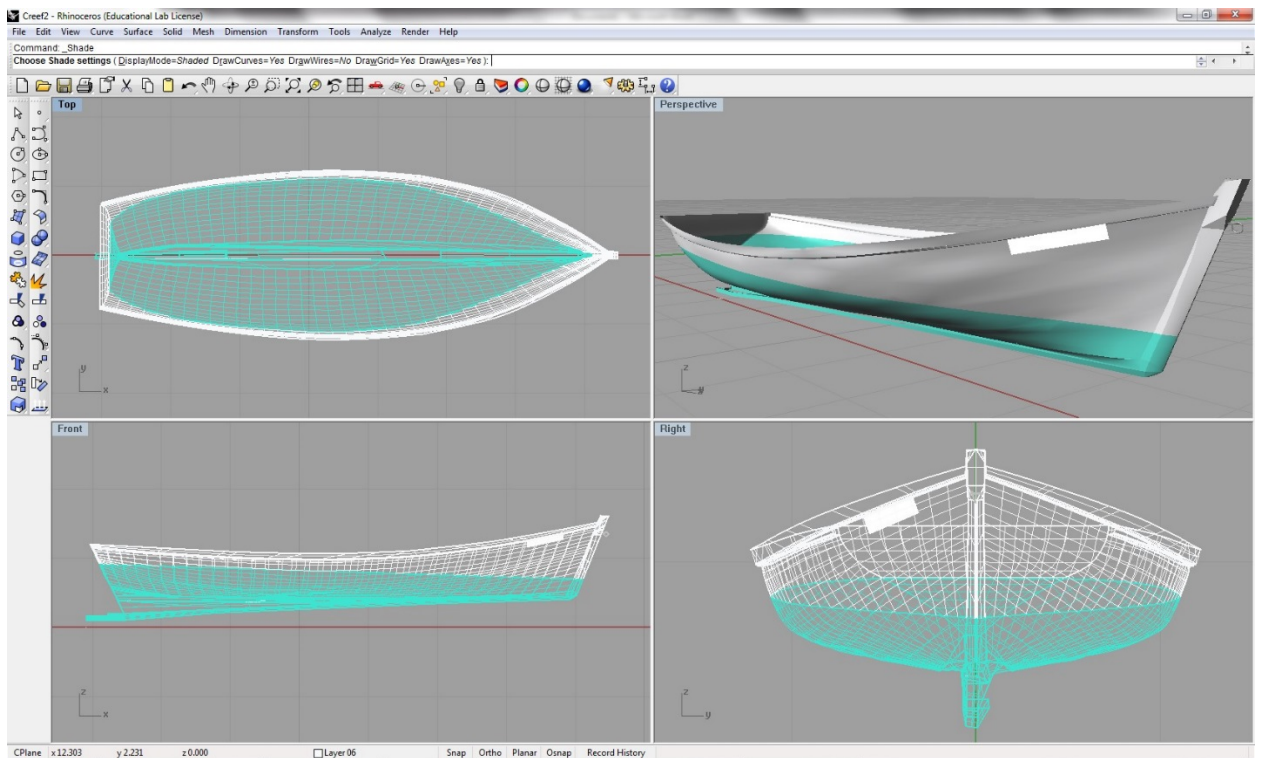 Creef2 - Rhinoceros (Educational Lab License)
File Edit View Curve Surface Solid Mesh Dimension Transform Tools Analyze Render Help
Command: _Shade
Choose Shade settings ( DisplayMode=Shaded DrawCurves=Yes DrawWires=No DrawGrid=Yes DrawAxes=Yes ):
Top
Perspective
y
x
z
y
Front
Right
z
x
z
y
CPlane x 12.303 y 2.231 z 0.000 Layer 06 Snap Ortho Planar Osnap Record History